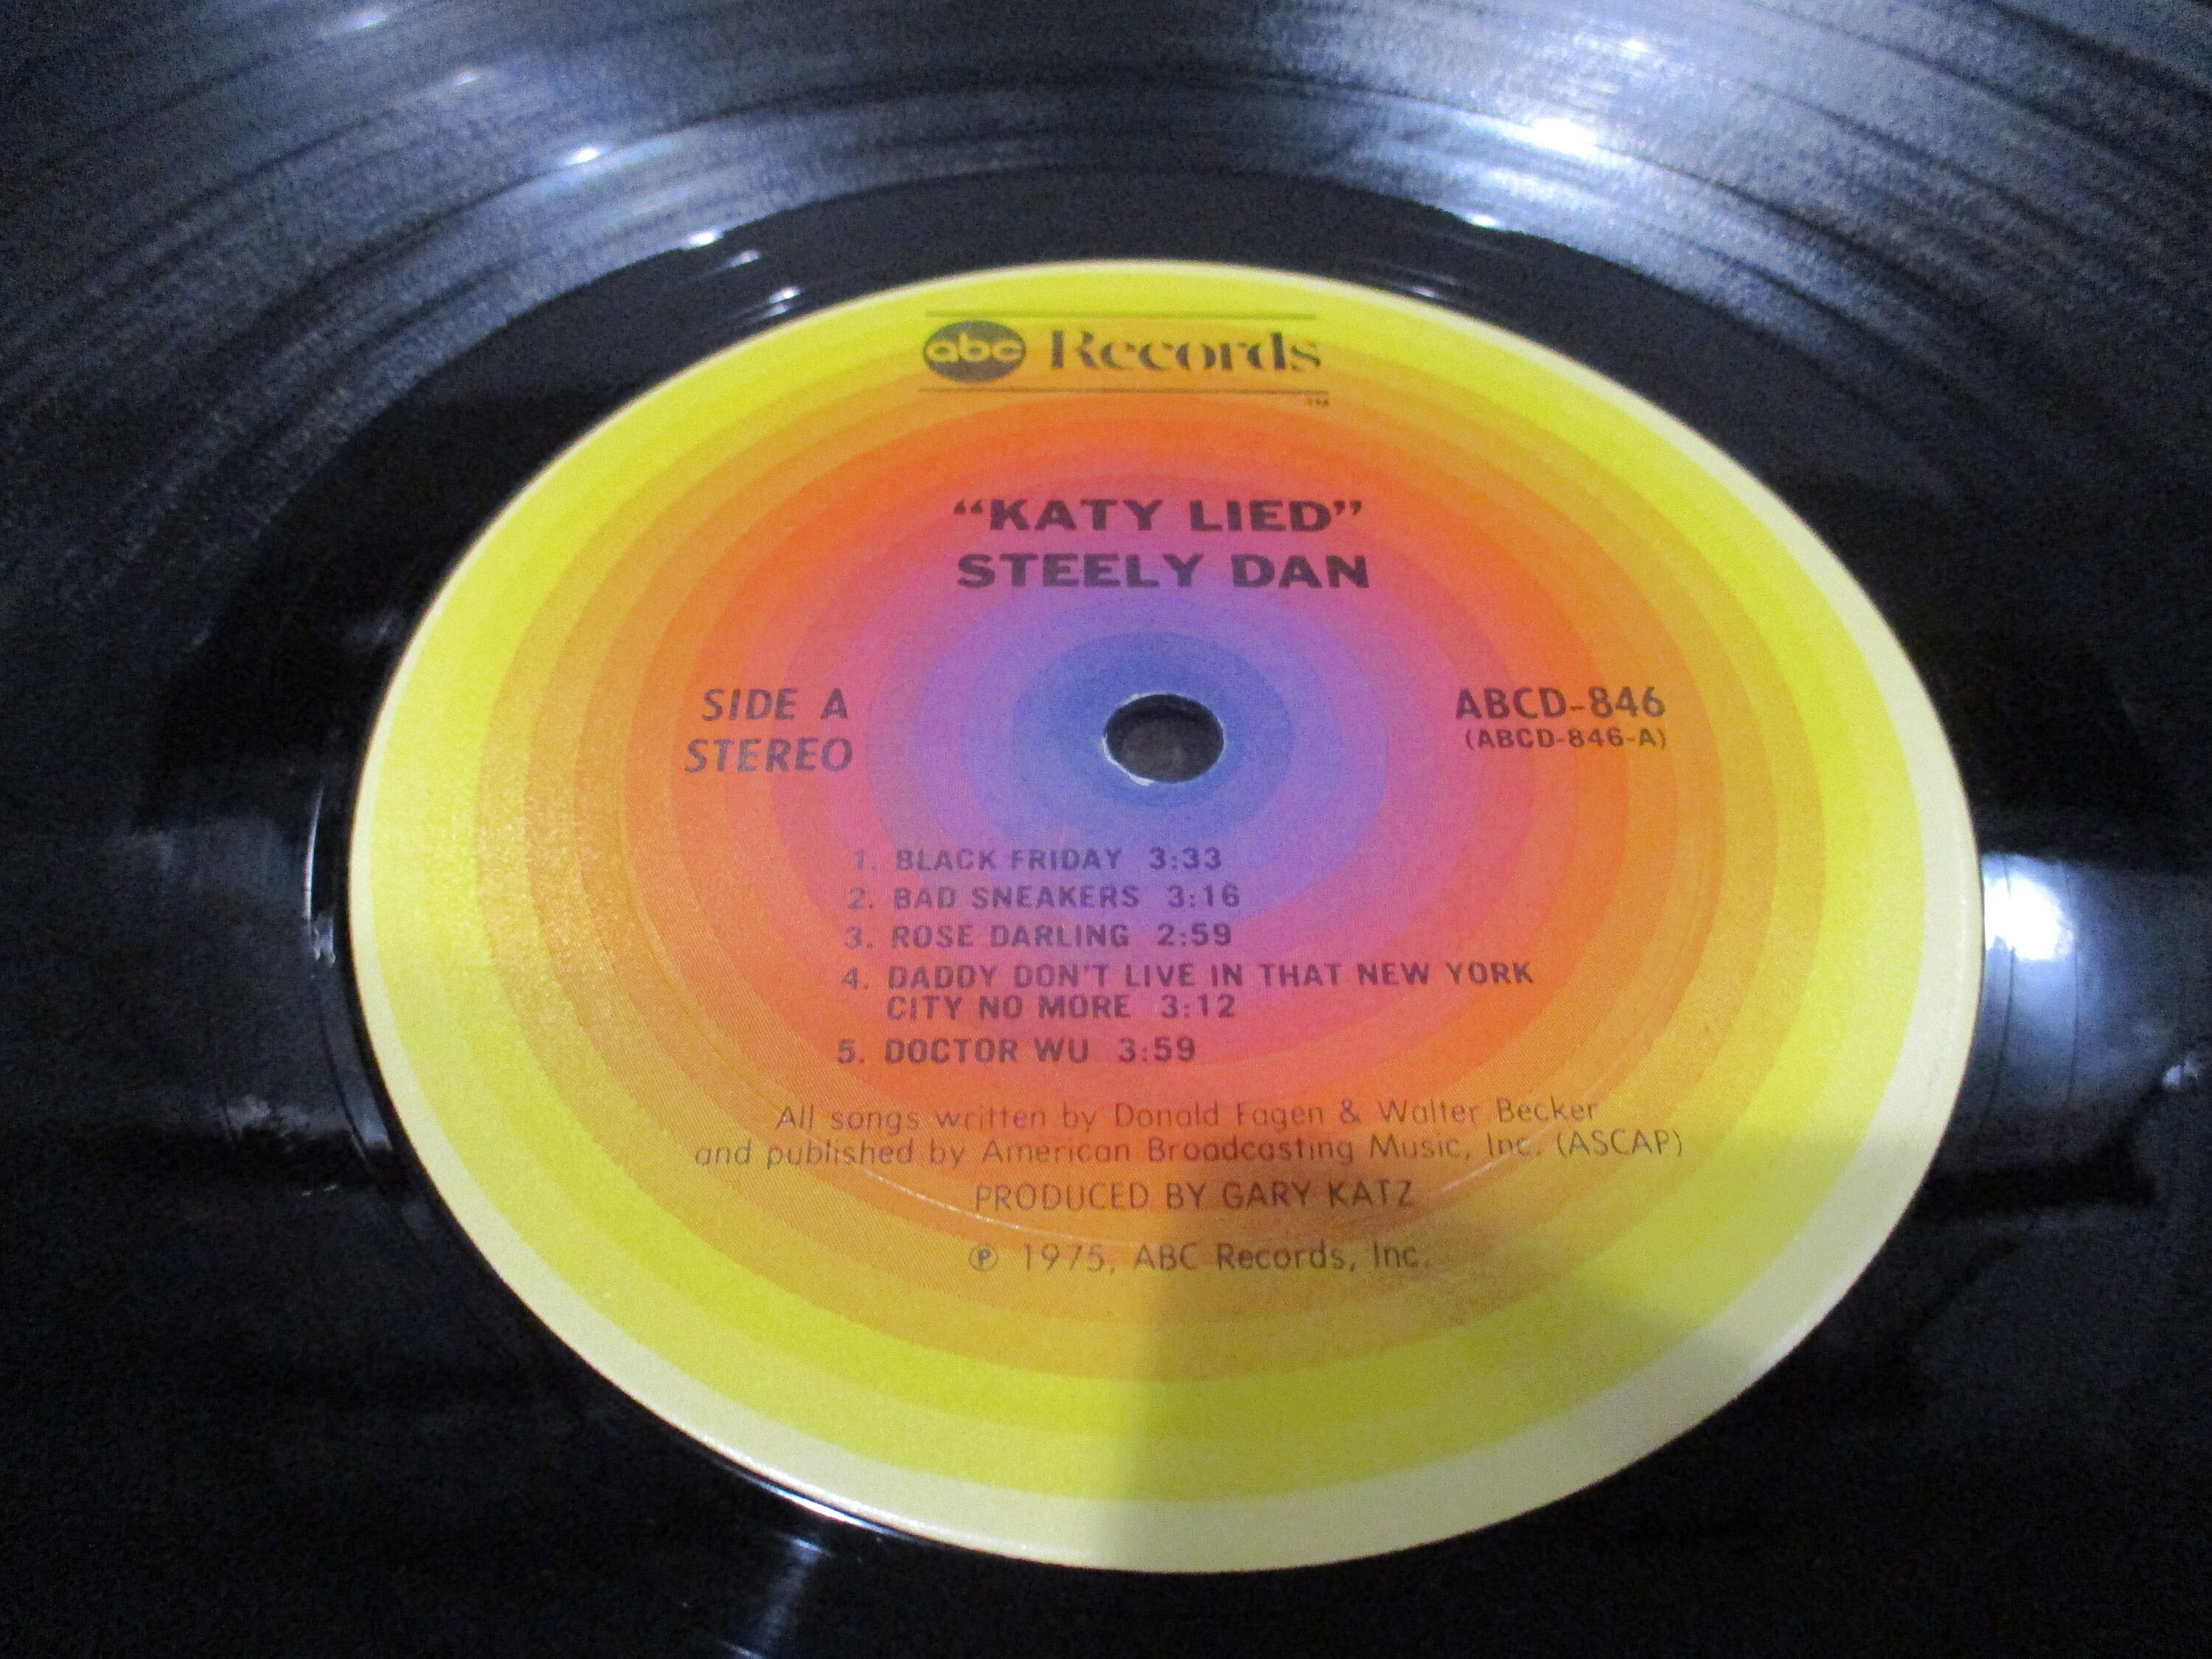 abc Records
TM
“KATY LIED”
STEELY DAN
SIDE A
STEREO
ABCD-846
(ABCD-846-A)
1. BLACK FRIDAY 3:33
2. BAD SNEAKERS 3:16
3. ROSE DARLING 2:59
4. DADDY DON'T LIVE IN THAT NEW YORK
CITY NO MORE 3:12
5. DOCTOR WU 3:59
All songs written by Donald Fagen & Walter Becker
and published by American Broadcasting Music, Inc. (ASCAP)
PRODUCED BY GARY KATZ
℗ 1975, ABC Records, Inc.